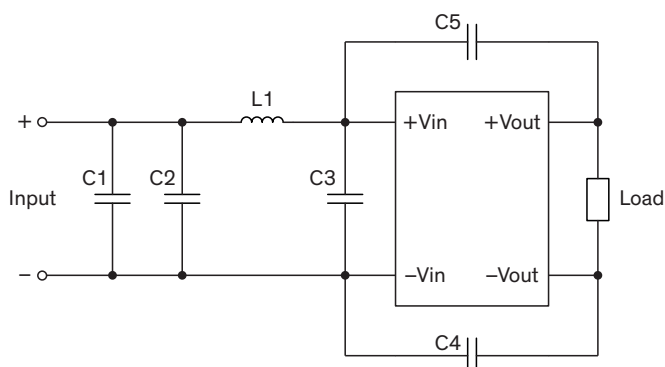 C5
L1
+
+Vin
+Vout
C1
C2
C3
Input
Load
–
–Vin
–Vout
C4